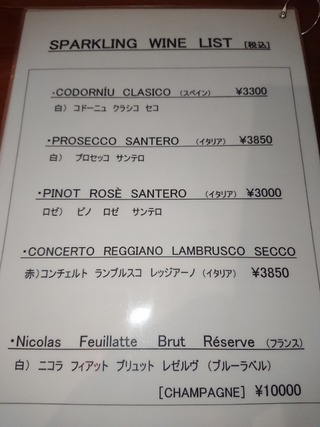 SPARKLING WINE LIST [税込]
・CODORNÍU CLASICO (スペイン) ¥3300
白) コドーニュ クラシコ セコ
・PROSECCO SANTERO (イタリア) ¥3850
白) プロセッコ サンテロ
・PINOT ROSÈ SANTERO (イタリア) ¥3000
ロゼ) ピノ ロゼ サンテロ
・CONCERTO REGGIANO LAMBRUSCO SECCO
赤)コンチェルト ランブルスコ レッジアーノ(イタリア) ¥3850
・Nicolas Feuillatte Brut Réserve (フランス)
白) ニコラ フィアット ブリュット レゼルヴ (ブルーラベル)
[CHAMPAGNE] ¥10000